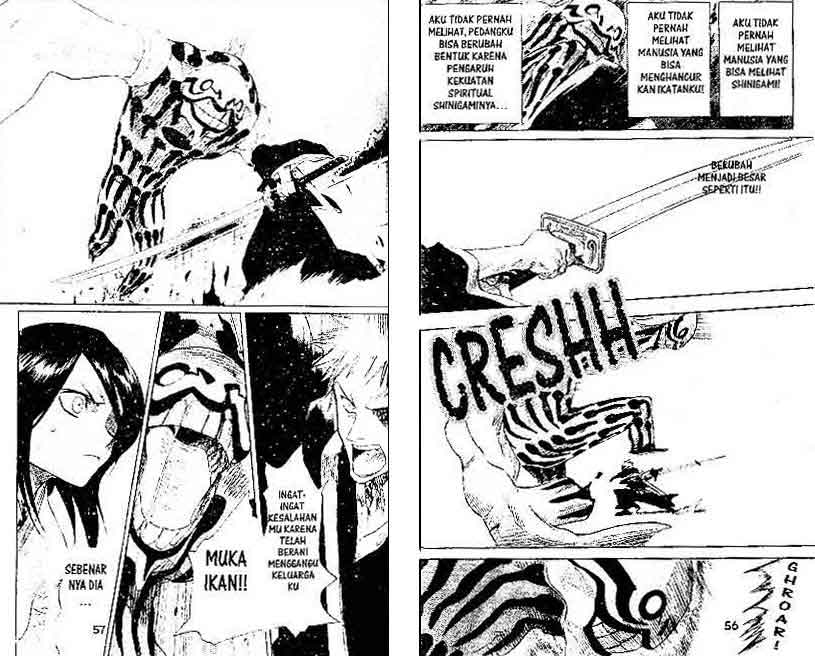 AKU TIDAK
PERNAH
MELIHAT
MANUSIA YANG
BISA MELIHAT
SHINIGAMI!
AKU TIDAK
PERNAH
MELIHAT
MANUSIA YANG
BISA
MENGHANCUR
KAN IKATANKU!!
AKU TIDAK PERNAH
MELIHAT, PEDANGKU
BISA BERUBAH
BENTUK KARENA
PENGARUH
KEKUATAN
SPIRITUAL
SHINIGAMINYA...
BERUBAH
MENJADI BESAR
SEPERTI ITU!!
CRESHH
GHROAR!
56
INGAT-
INGAT
KESALAHAN
MU KARENA
TELAH
BERANI
MENGGANGU
KELUARGA
KU
MUKA
IKAN!!
SEBENAR
NYA DIA
...
57